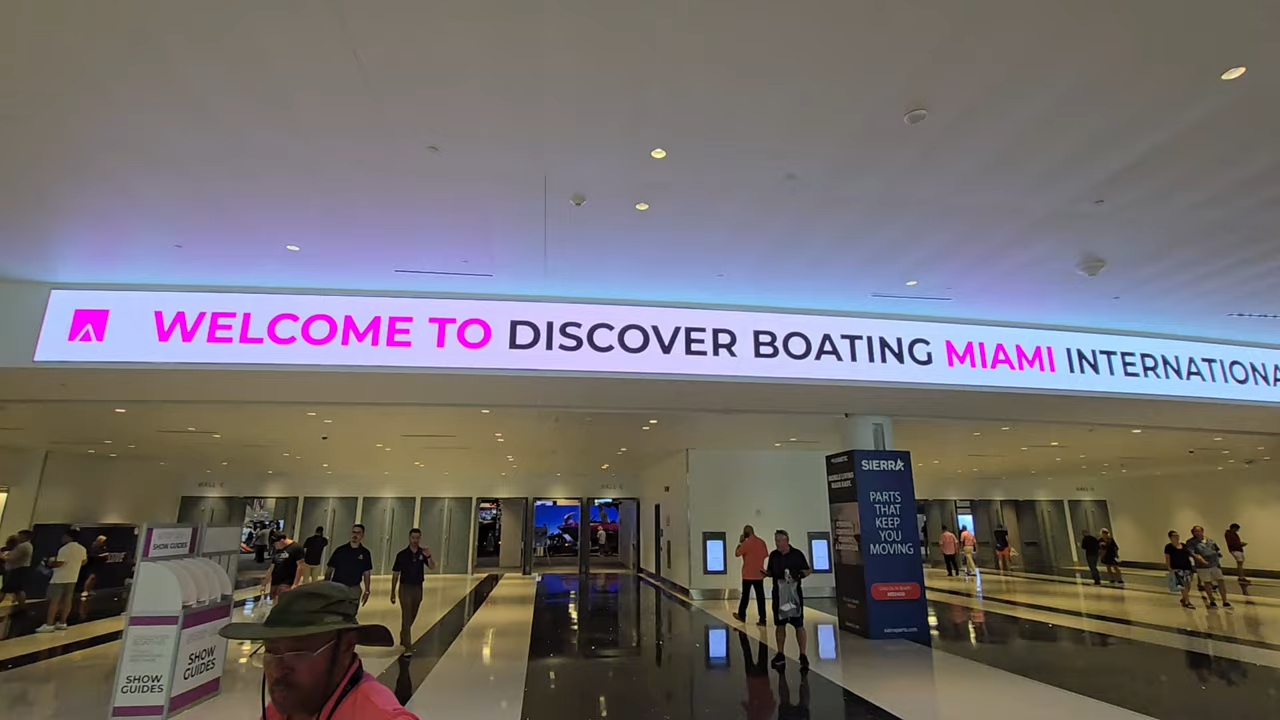 WELCOME TO DISCOVER BOATING MIAMI INTERNATIONA
SIERRA
PARTS
THAT
KEEP
YOU
MOVING
SHOW GUIDES
SHOW
GUIDES
SHOW
GUIDES